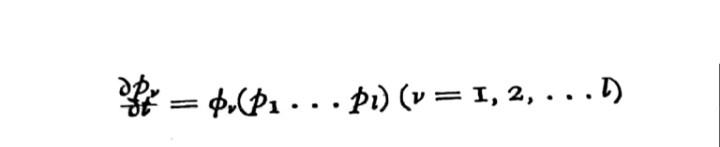 ∂p_ν/∂t = ϕ_ν(p_1 . . . p_l) (ν = 1, 2, . . . l)